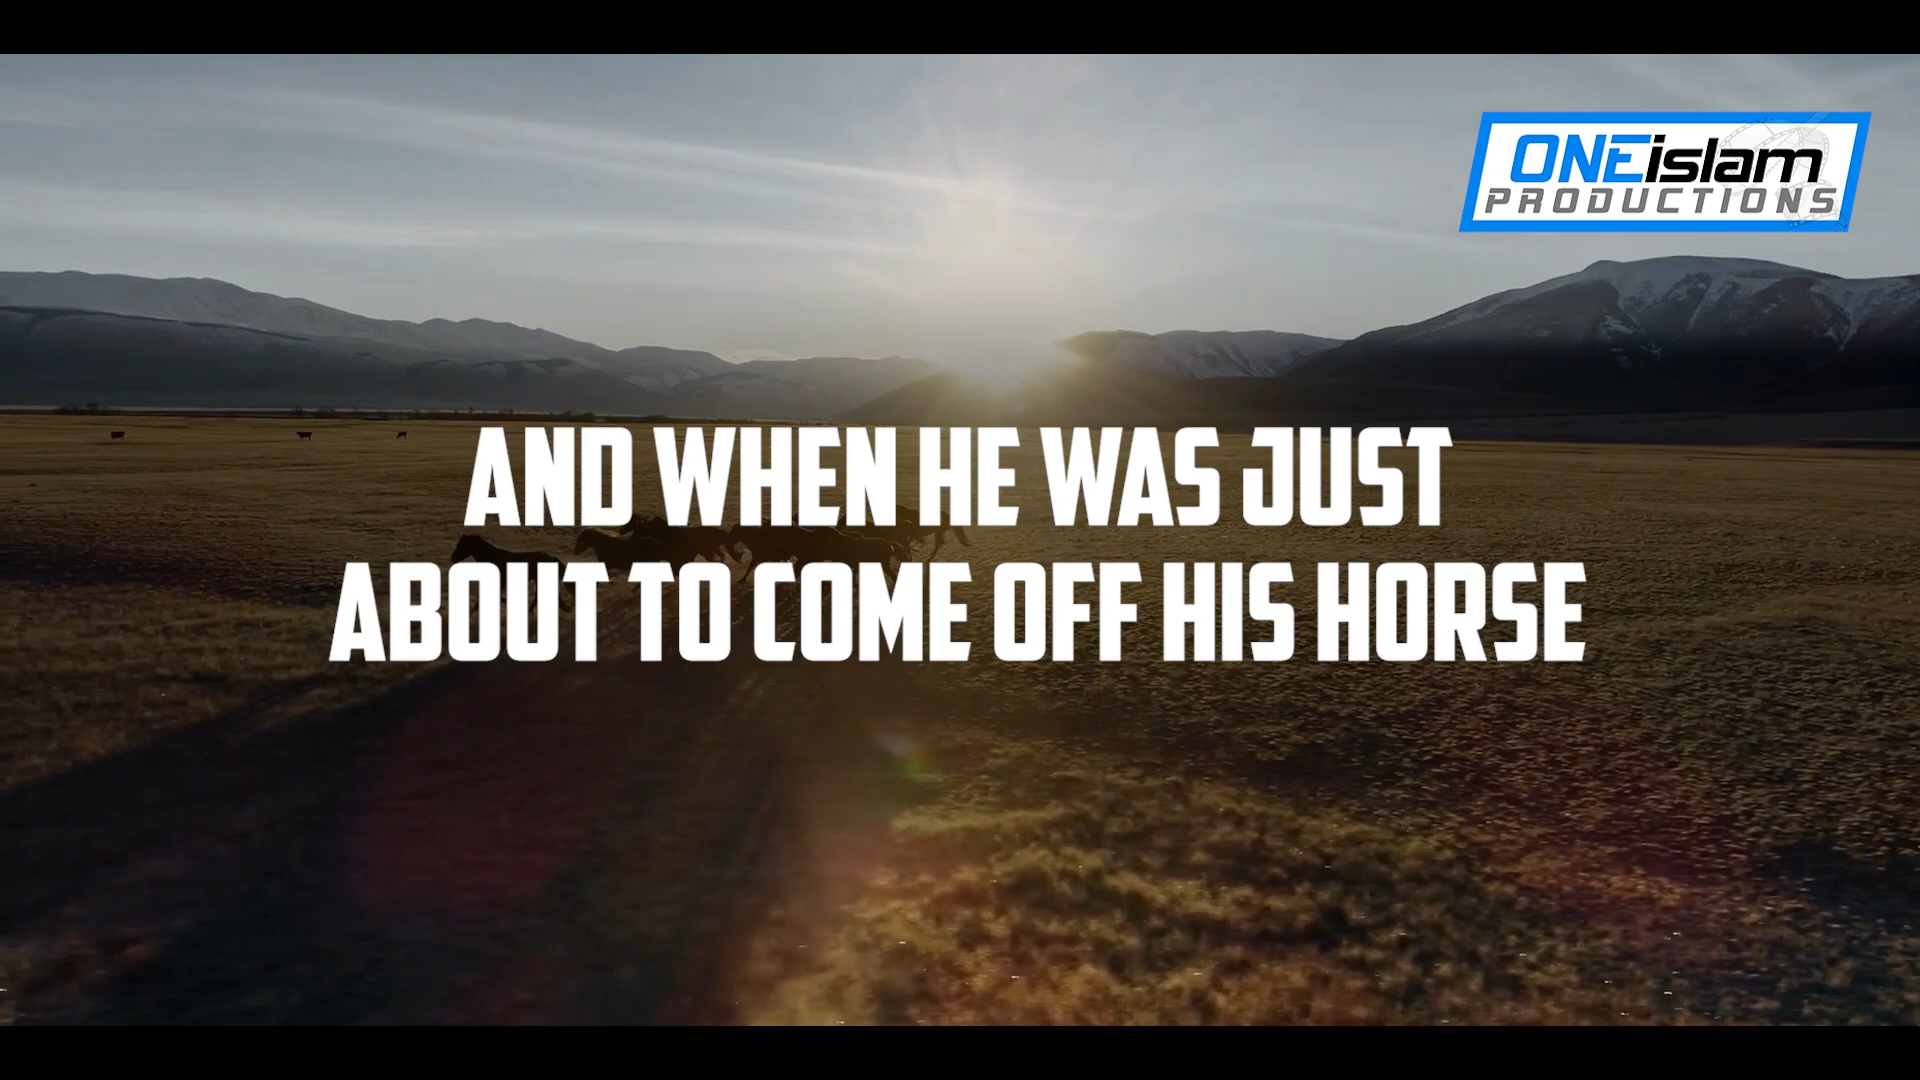 ONEislam
PRODUCTIONS
AND WHEN HE WAS JUST
ABOUT TO COME OFF HIS HORSE